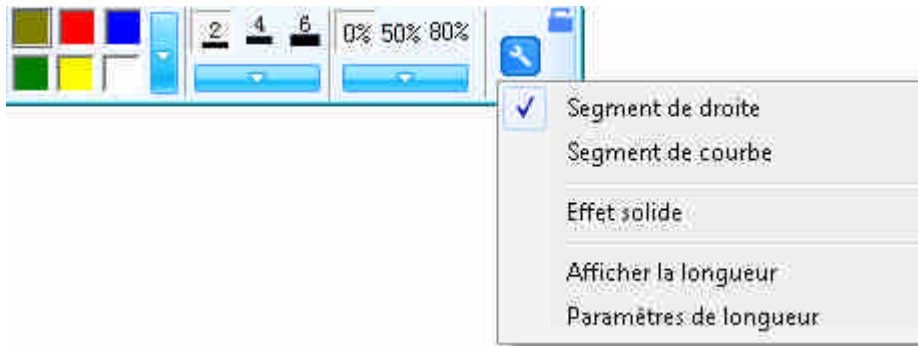 2 4 6 0% 50% 80%
Segment de droite
Segment de courbe
Effet solide
Afficher la longueur
Paramètres de longueur